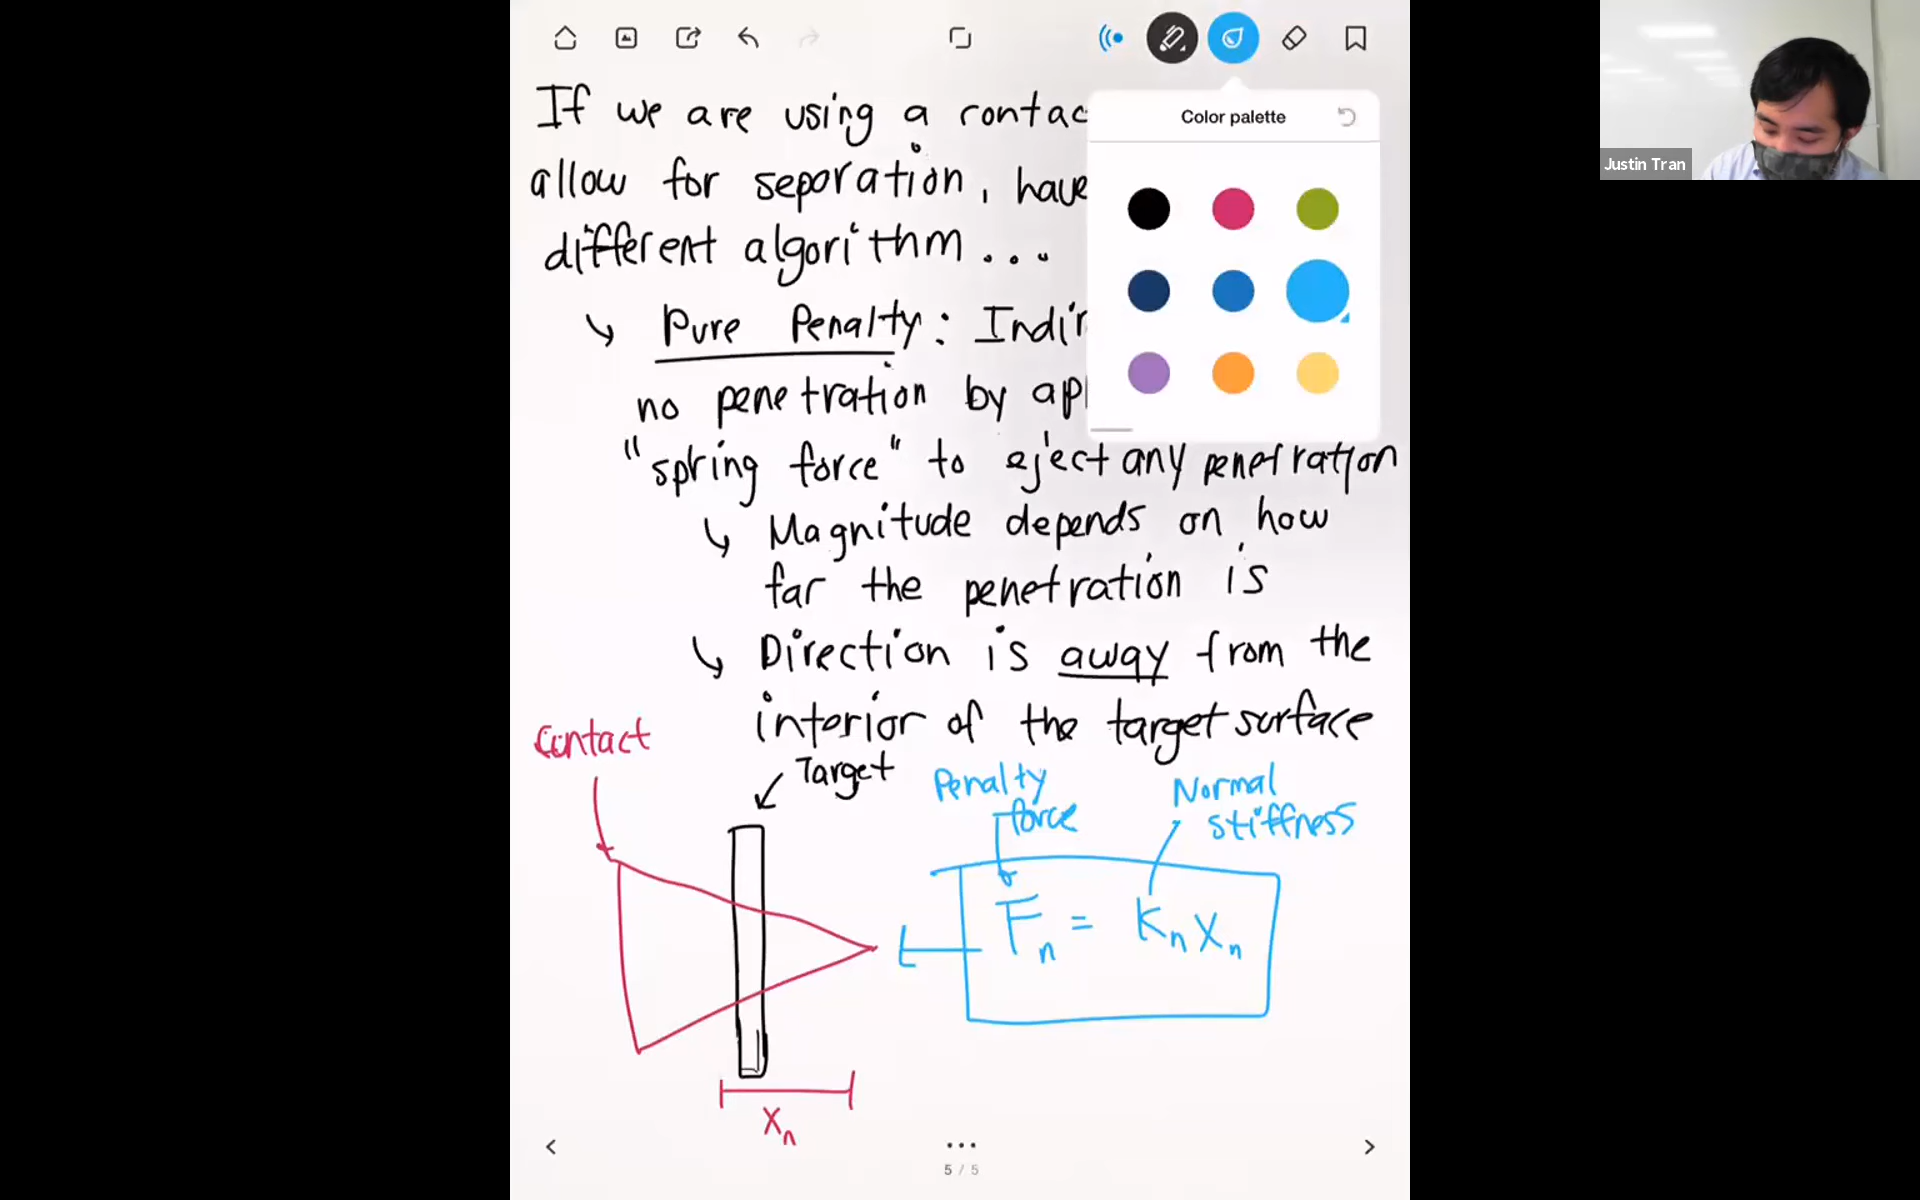 Color palette
Justin Tran
If we are using a contac
allow for separation, have
different algorithm...
↳ Pure Penalty: Indir
no penetration by appl
"spring force" to eject any penetration
↳ Magnitude depends on how
far the penetration is
↳ Direction is away from the
interior of the target surface
Contact
Target
Penalty
force
Normal
stiffness
Fn = Knxn
xn
5 / 5